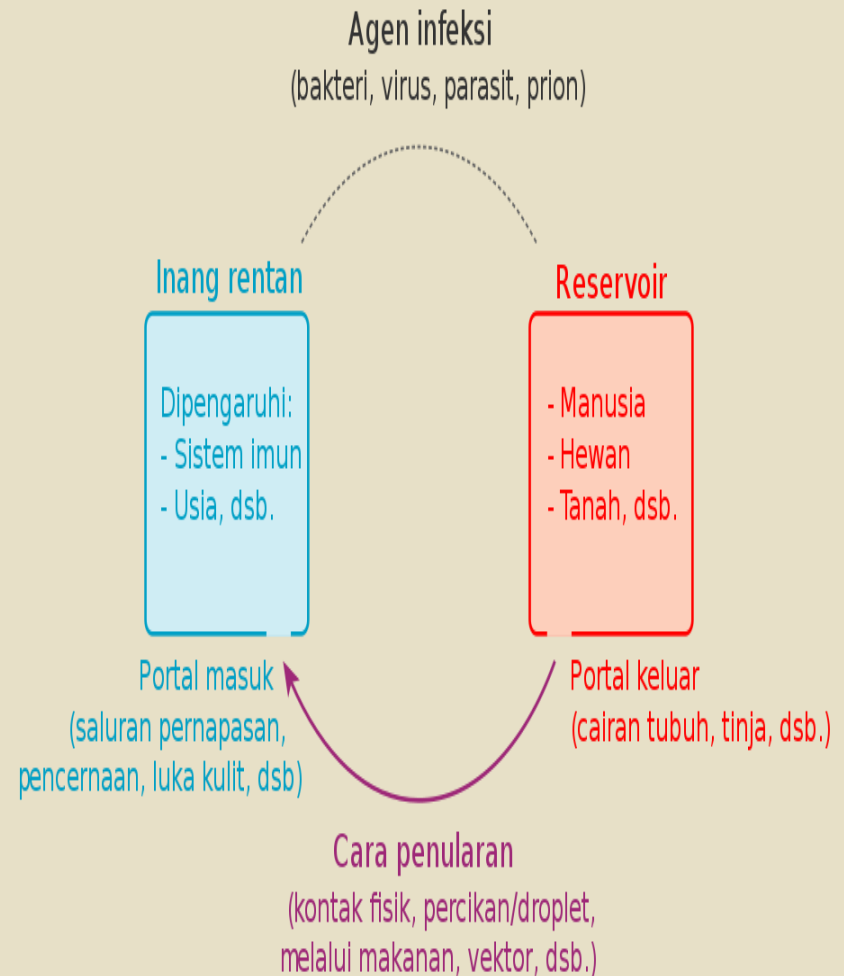 Agen infeksi
(bakteri, virus, parasit, prion)
Inang rentan
Dipengaruhi:
- Sistem imun
- Usia, dsb.
Reservoir
- Manusia
- Hewan
- Tanah, dsb.
Portal masuk
(saluran pernapasan,
pencernaan, luka kulit, dsb)
Portal keluar
(cairan tubuh, tinja, dsb.)
Cara penularan
(kontak fisik, percikan/droplet,
melalui makanan, vektor, dsb.)